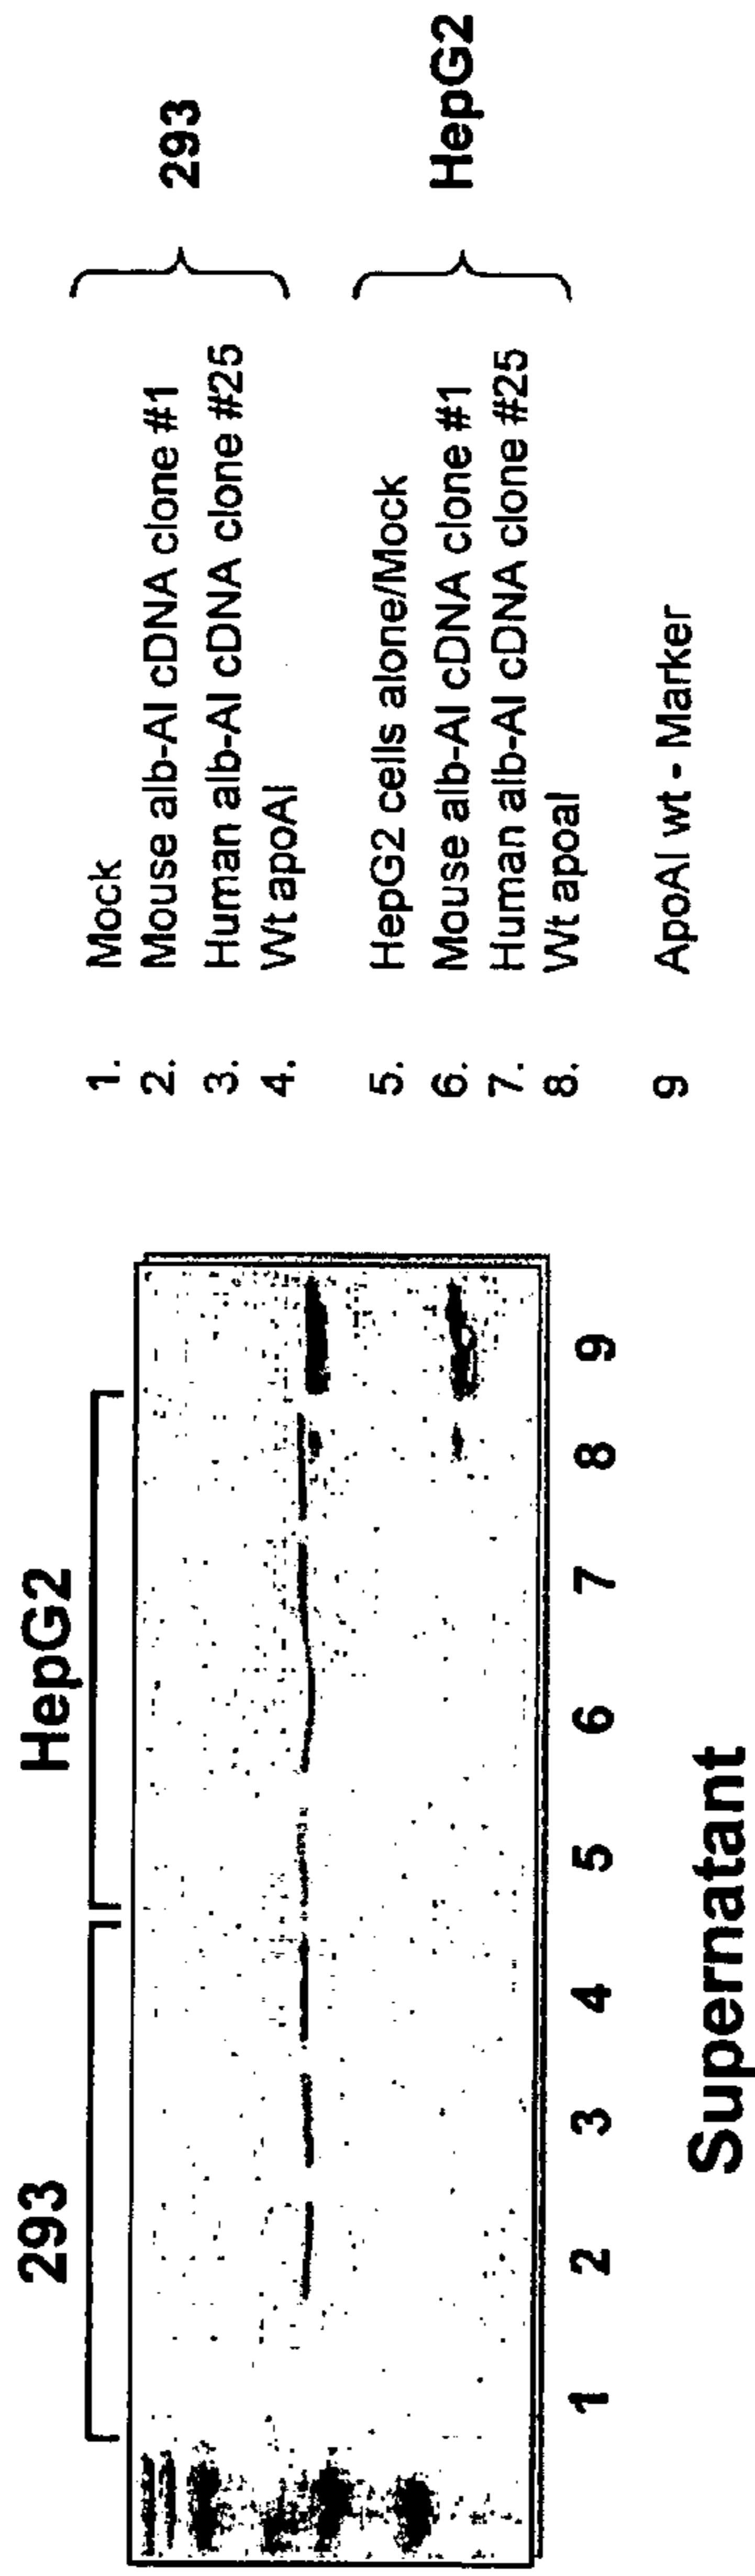 293
HepG2
1 2 3 4 5 6 7 8 9
Supernatant
1. Mock
2. Mouse alb-AI cDNA clone #1
3. Human alb-AI cDNA clone #25
4. Wt apoAI
293
5. HepG2 cells alone/Mock
6. Mouse alb-AI cDNA clone #1
7. Human alb-AI cDNA clone #25
8. Wt apoaI
HepG2
9 ApoAI wt - Marker